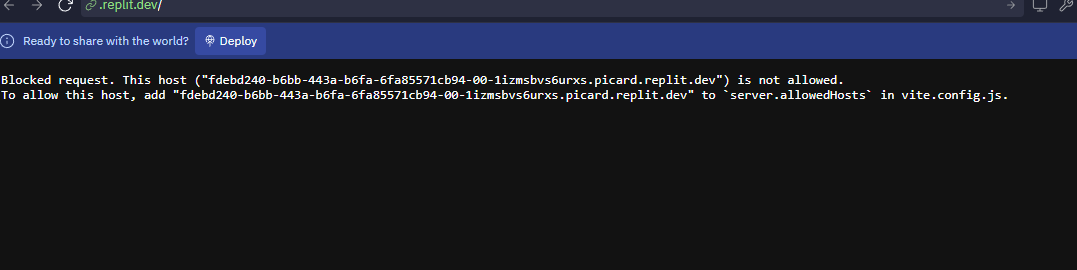 .replit.dev/
Ready to share with the world? Deploy
Blocked request. This host ("fdebd240-b6bb-443a-b6fa-6fa85571cb94-00-1izmsbvs6urxs.picard.replit.dev") is not allowed.
To allow this host, add "fdebd240-b6bb-443a-b6fa-6fa85571cb94-00-1izmsbvs6urxs.picard.replit.dev" to `server.allowedHosts` in vite.config.js.